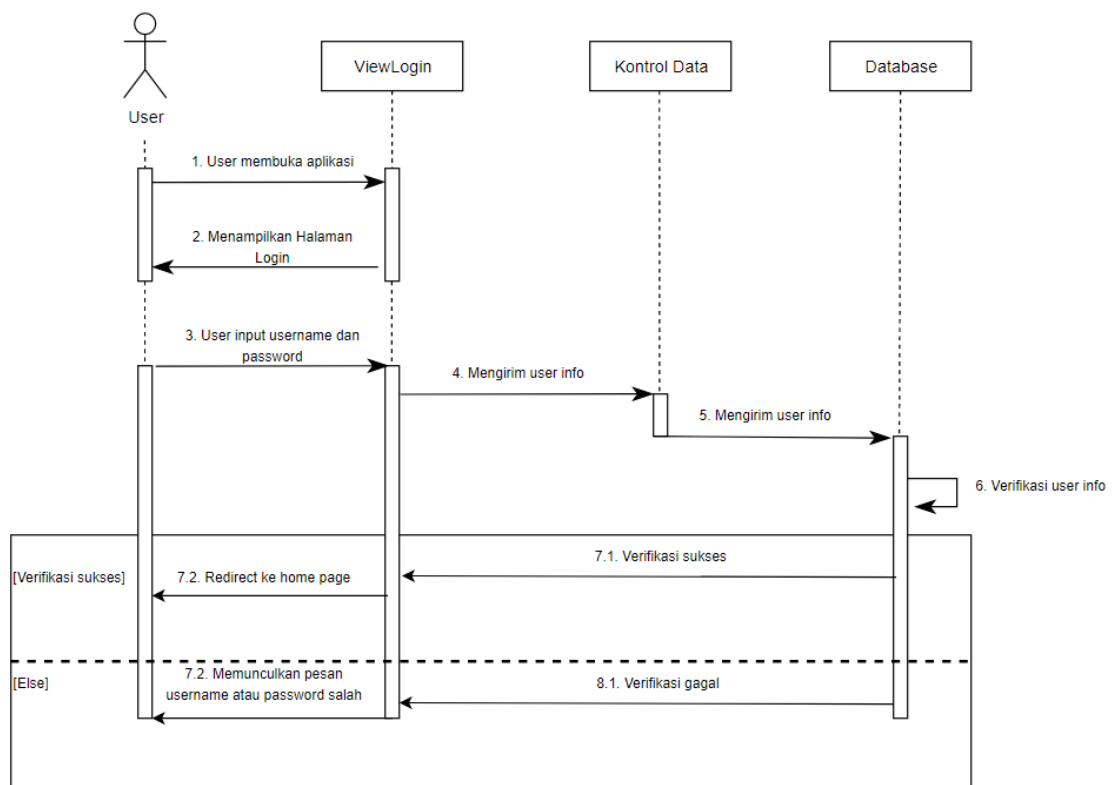 User
ViewLogin
Kontrol Data
Database
1. User membuka aplikasi
2. Menampilkan Halaman
Login
3. User input username dan
password
4. Mengirim user info
5. Mengirim user info
6. Verifikasi user info
[Verifikasi sukses]
7.1. Verifikasi sukses
7.2. Redirect ke home page
[Else]
7.2. Memunculkan pesan
username atau password salah
8.1. Verifikasi gagal